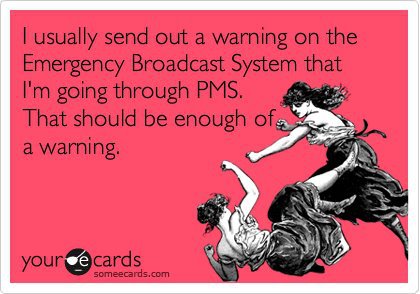 I usually send out a warning on the
Emergency Broadcast System that
I'm going through PMS.
That should be enough of
a warning.
your e cards
someecards.com